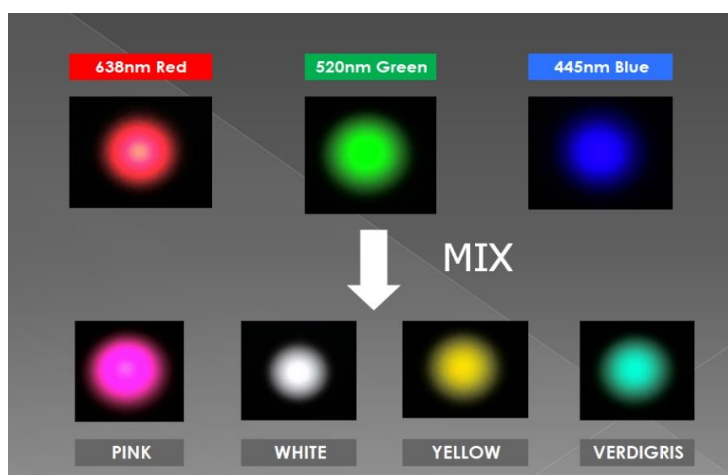 638nm Red
520nm Green
445nm Blue
MIX
PINK
WHITE
YELLOW
VERDIGRIS